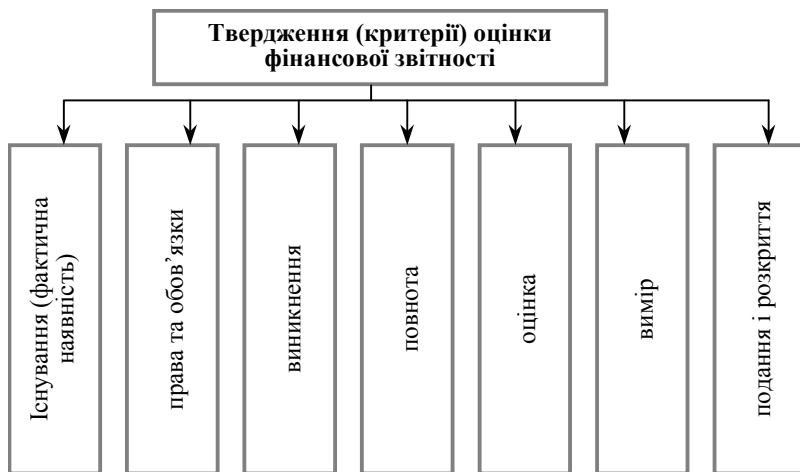 Твердження (критерії) оцінки
фінансової звітності
Існування (фактична
наявність)
права та обов’язки
виникнення
повнота
оцінка
вимір
подання і розкриття